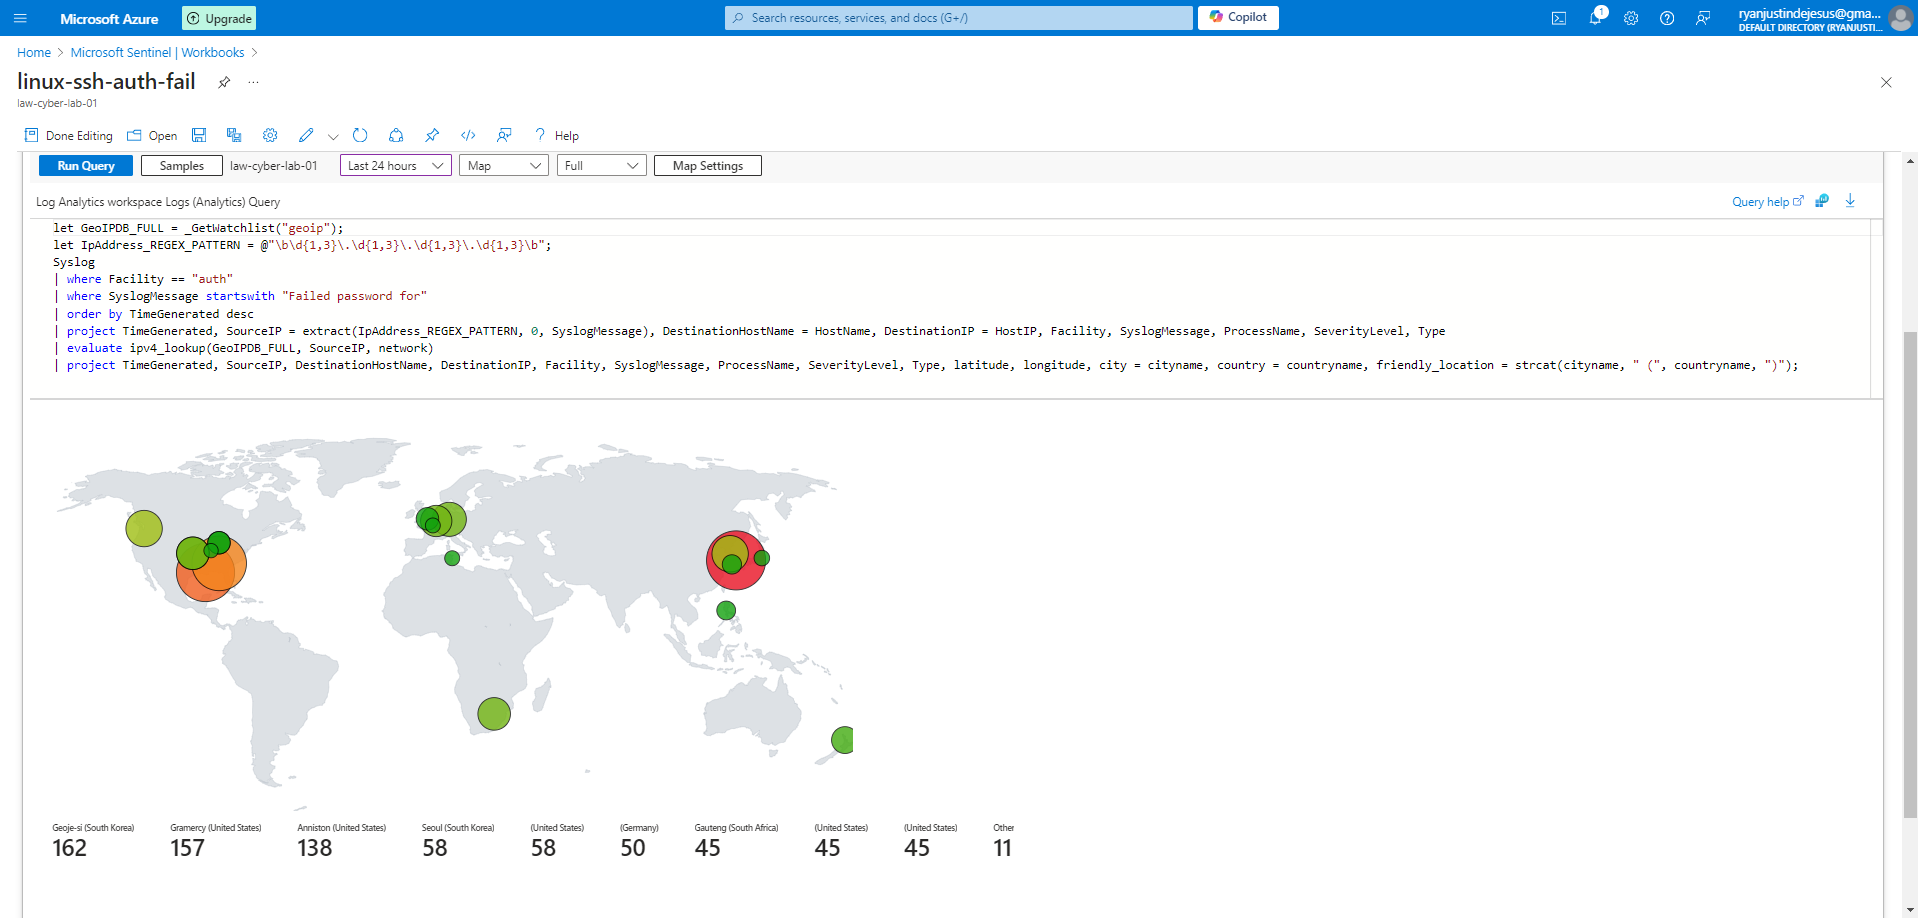 Microsoft Azure
Upgrade
Search resources, services, and docs (G+/)
Copilot
1
ryanjustindejesus@gma...
DEFAULT DIRECTORY (RYANJUSTI...
Home > Microsoft Sentinel | Workbooks >
linux-ssh-auth-fail
...
law-cyber-lab-01
Done Editing
Open
Help
Run Query
Samples
law-cyber-lab-01
Last 24 hours
Map
Full
Map Settings
Log Analytics workspace Logs (Analytics) Query
Query help
let GeoIPDB_FULL = _GetWatchlist("geoip");
let IpAddress_REGEX_PATTERN = @"\b\d{1,3}\.\d{1,3}\.\d{1,3}\.\d{1,3}\b";
Syslog
| where Facility == "auth"
| where SyslogMessage startswith "Failed password for"
| order by TimeGenerated desc
| project TimeGenerated, SourceIP = extract(IpAddress_REGEX_PATTERN, 0, SyslogMessage), DestinationHostName = HostName, DestinationIP = HostIP, Facility, SyslogMessage, ProcessName, SeverityLevel, Type
| evaluate ipv4_lookup(GeoIPDB_FULL, SourceIP, network)
| project TimeGenerated, SourceIP, DestinationHostName, DestinationIP, Facility, SyslogMessage, ProcessName, SeverityLevel, Type, latitude, longitude, city = cityname, country = countryname, friendly_location = strcat(cityname, " (", countryname, ")");
Geoje-si (South Korea)
162
Gramercy (United States)
157
Anniston (United States)
138
Seoul (South Korea)
58
(United States)
58
(Germany)
50
Gauteng (South Africa)
45
(United States)
45
(United States)
45
Other
11